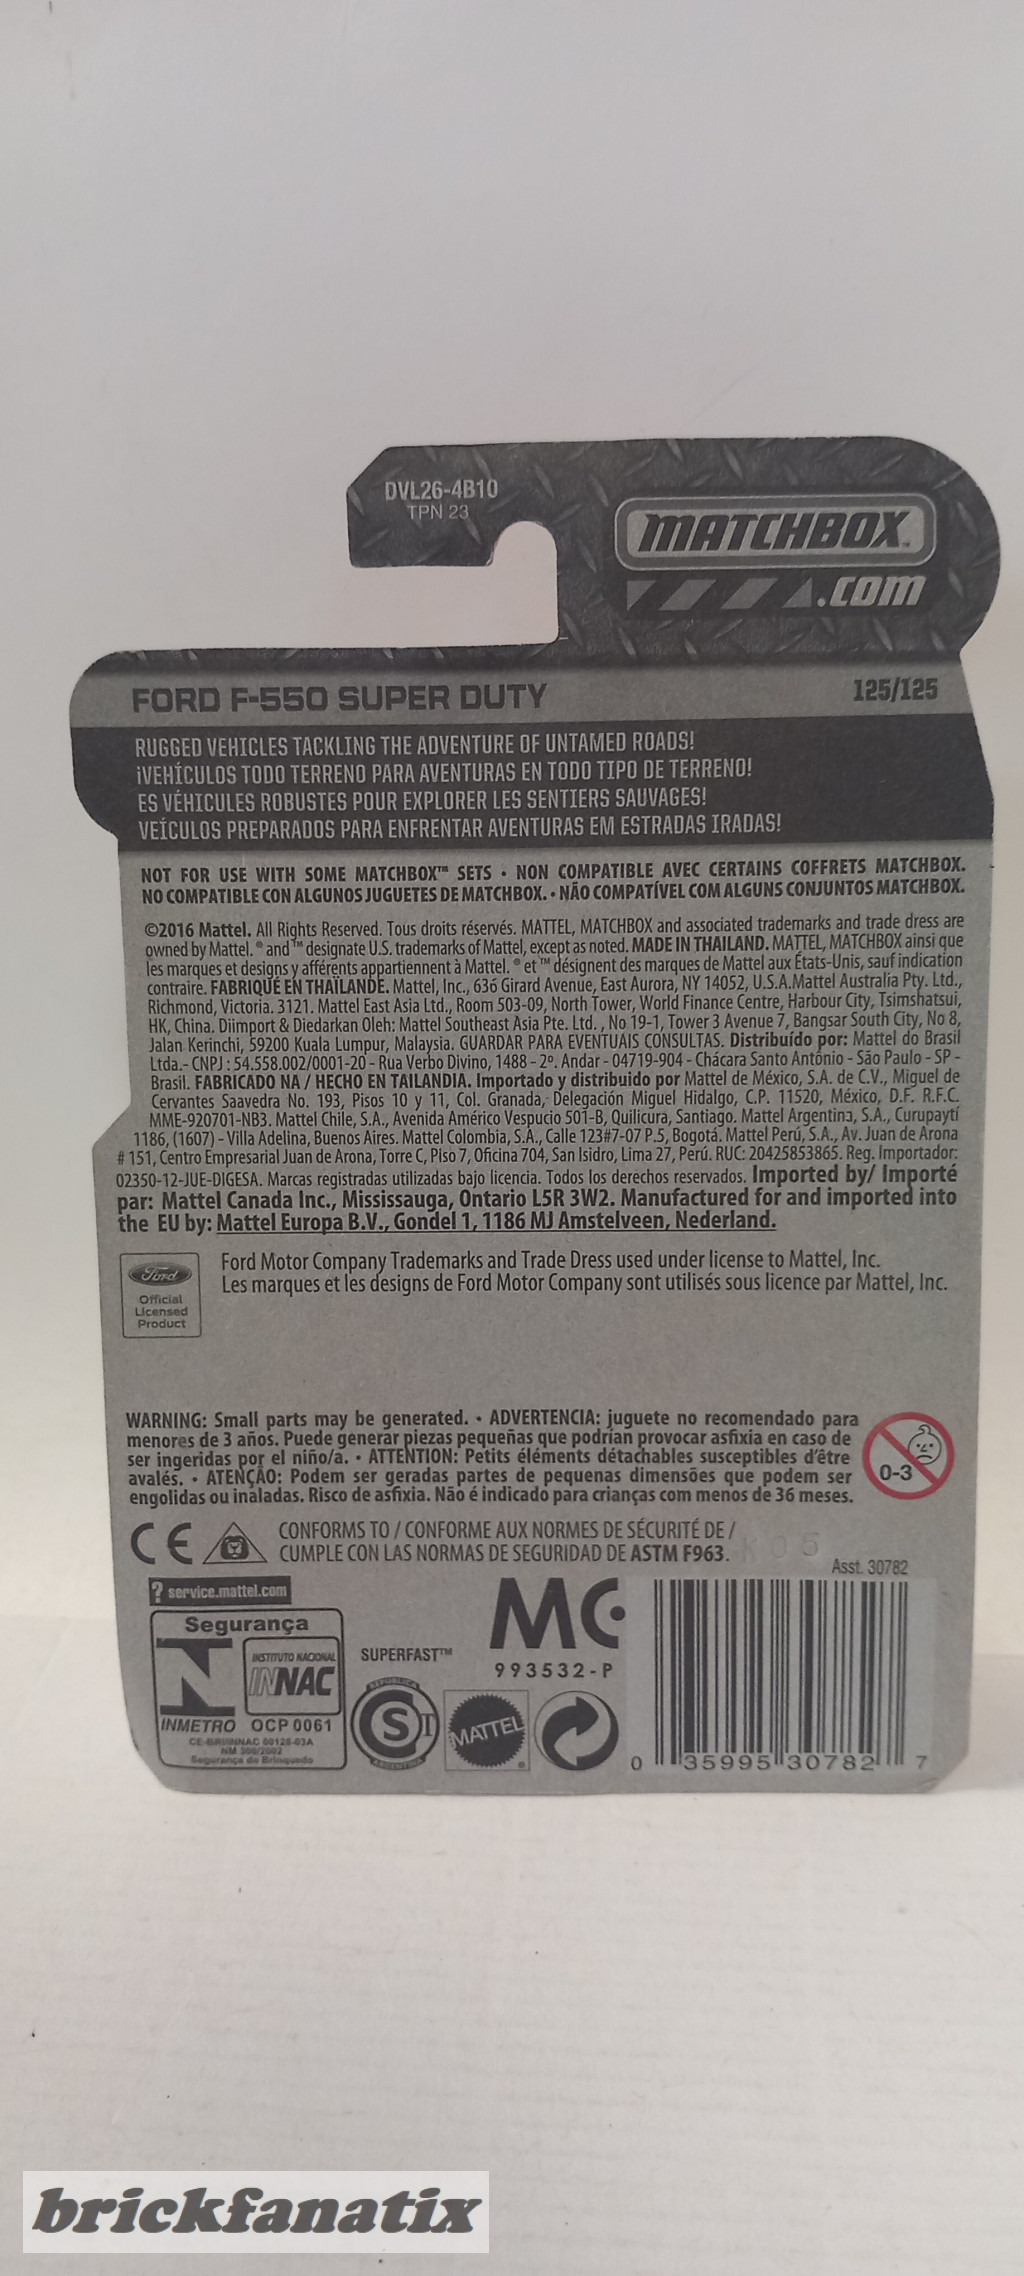 DVL26-4B10
TPN 23
MATCHBOX™
.com
FORD F-550 SUPER DUTY 125/125
RUGGED VEHICLES TACKLING THE ADVENTURE OF UNTAMED ROADS!
¡VEHÍCULOS TODO TERRENO PARA AVENTURAS EN TODO TIPO DE TERRENO!
ES VÉHICULES ROBUSTES POUR EXPLORER LES SENTIERS SAUVAGES!
VEÍCULOS PREPARADOS PARA ENFRENTAR AVENTURAS EM ESTRADAS IRADAS!
NOT FOR USE WITH SOME MATCHBOX™ SETS • NON COMPATIBLE AVEC CERTAINS COFFRETS MATCHBOX.
NO COMPATIBLE CON ALGUNOS JUGUETES DE MATCHBOX. • NÃO COMPATÍVEL COM ALGUNS CONJUNTOS MATCHBOX.
©2016 Mattel. All Rights Reserved. Tous droits réservés. MATTEL, MATCHBOX and associated trademarks and trade dress are
owned by Mattel. ® and ™ designate U.S. trademarks of Mattel, except as noted. MADE IN THAILAND. MATTEL, MATCHBOX ainsi que
les marques et designs y afférents appartiennent à Mattel. ® et ™ désignent des marques de Mattel aux États-Unis, sauf indication
contraire. FABRIQUÉ EN THAÏLANDE. Mattel, Inc., 636 Girard Avenue, East Aurora, NY 14052, U.S.A.Mattel Australia Pty. Ltd.,
Richmond, Victoria. 3121. Mattel East Asia Ltd., Room 503-09, North Tower, World Finance Centre, Harbour City, Tsimshatsui,
HK, China. Diimport & Diedarkan Oleh: Mattel Southeast Asia Pte. Ltd. , No 19-1, Tower 3 Avenue 7, Bangsar South City, No 8,
Jalan Kerinchi, 59200 Kuala Lumpur, Malaysia. GUARDAR PARA EVENTUAIS CONSULTAS. Distribuído por: Mattel do Brasil
Ltda.- CNPJ : 54.558.002/0001-20 - Rua Verbo Divino, 1488 - 2º. Andar - 04719-904 - Chácara Santo Antônio - São Paulo - SP -
Brasil. FABRICADO NA / HECHO EN TAILANDIA. Importado y distribuido por Mattel de México, S.A. de C.V., Miguel de
Cervantes Saavedra No. 193, Pisos 10 y 11, Col. Granada, Delegación Miguel Hidalgo, C.P. 11520, México, D.F. R.F.C.
MME-920701-NB3. Mattel Chile, S.A., Avenida Américo Vespucio 501-B, Quilicura, Santiago. Mattel Argentina, S.A., Curupaytí
1186, (1607) - Villa Adelina, Buenos Aires. Mattel Colombia, S.A., Calle 123#7-07 P.5, Bogotá. Mattel Perú, S.A., Av. Juan de Arona
# 151, Centro Empresarial Juan de Arona, Torre C, Piso 7, Oficina 704, San Isidro, Lima 27, Perú. RUC: 20425853865. Reg. Importador:
02350-12-JUE-DIGESA. Marcas registradas utilizadas bajo licencia. Todos los derechos reservados. Imported by/ Importé
par: Mattel Canada Inc., Mississauga, Ontario L5R 3W2. Manufactured for and imported into
the EU by: Mattel Europa B.V., Gondel 1, 1186 MJ Amstelveen, Nederland.
Ford
Official
Licensed
Product
Ford Motor Company Trademarks and Trade Dress used under license to Mattel, Inc.
Les marques et les designs de Ford Motor Company sont utilisés sous licence par Mattel, Inc.
WARNING: Small parts may be generated. • ADVERTENCIA: juguete no recomendado para
menores de 3 años. Puede generar piezas pequeñas que podrían provocar asfixia en caso de
ser ingeridas por el niño/a. • ATTENTION: Petits éléments détachables susceptibles d'être
avalés. • ATENÇÃO: Podem ser geradas partes de pequenas dimensões que podem ser
engolidas ou inaladas. Risco de asfixia. Não é indicado para crianças com menos de 36 meses.
0-3
CE
CONFORMS TO / CONFORME AUX NORMES DE SÉCURITÉ DE /
CUMPLE CON LAS NORMAS DE SEGURIDAD DE ASTM F963.
K05
Asst. 30782
? service.mattel.com
Segurança
INSTITUTO NACIONAL
INNAC
INMETRO OCP 0061
CE-BRI/INNAC 00128-03A
NM 300/2002
Segurança do Brinquedo
SUPERFAST™
MC
993532-P
REPUBLICA
S
ARGENTINA
MATTEL
0 35995 30782 7
brickfanatix